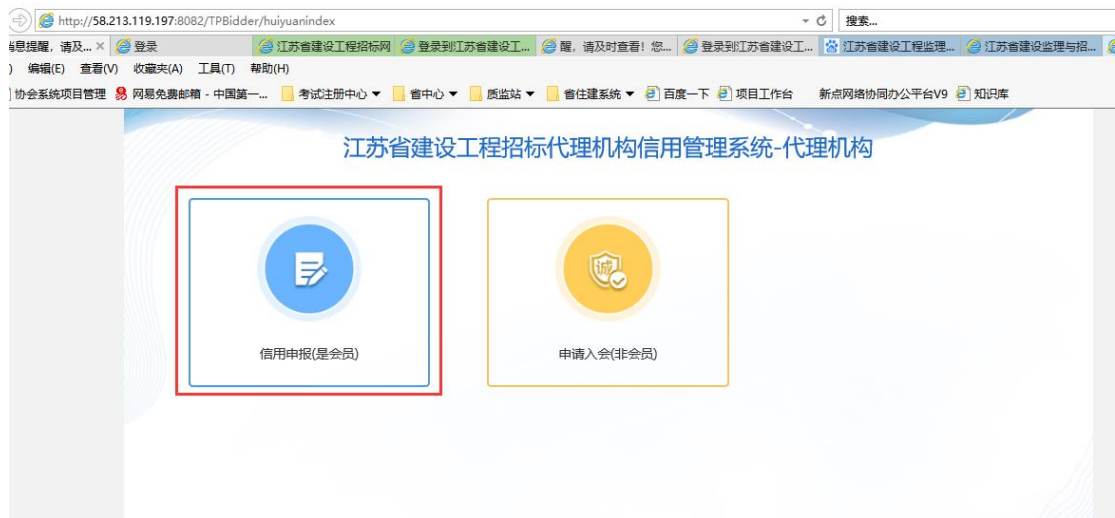 http://58.213.119.197:8082/TPBidder/huiyuanindex 搜索...
消息提醒，请及... × 登录 江苏省建设工程招标网 登录到江苏省建设工... 醒，请及时查看！您... 登录到江苏省建设工... 江苏省建设工程监理... 江苏省建设监理与招...
) 编辑(E) 查看(V) 收藏夹(A) 工具(T) 帮助(H)
协会系统项目管理 网易免费邮箱 - 中国第一... 考试注册中心 省中心 质监站 省住建系统 百度一下 项目工作台 新点网络协同办公平台V9 知识库
江苏省建设工程招标代理机构信用管理系统-代理机构
诚
信用申报(是会员) 申请入会(非会员)